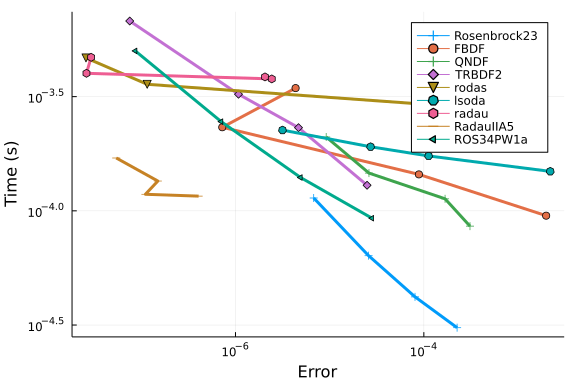 Rosenbrock23
FBDF
QNDF
TRBDF2
rodas
lsoda
radau
RadauIIA5
ROS34PW1a
Time (s)
10^-3.5
10^-4.0
10^-4.5
10^-6
10^-4
Error